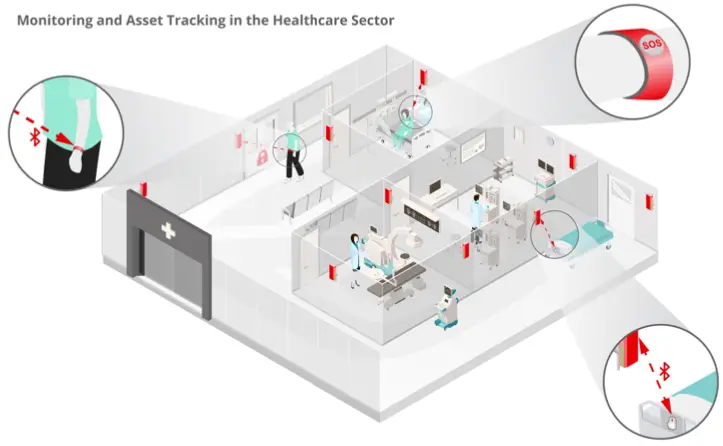 Monitoring and Asset Tracking in the Healthcare Sector
SOS